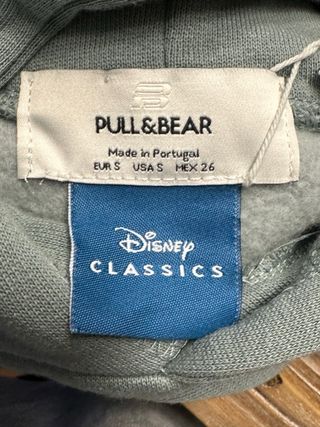 PULL&BEAR
Made in Portugal
EUR S USA S MEX 26
Disney
CLASSICS